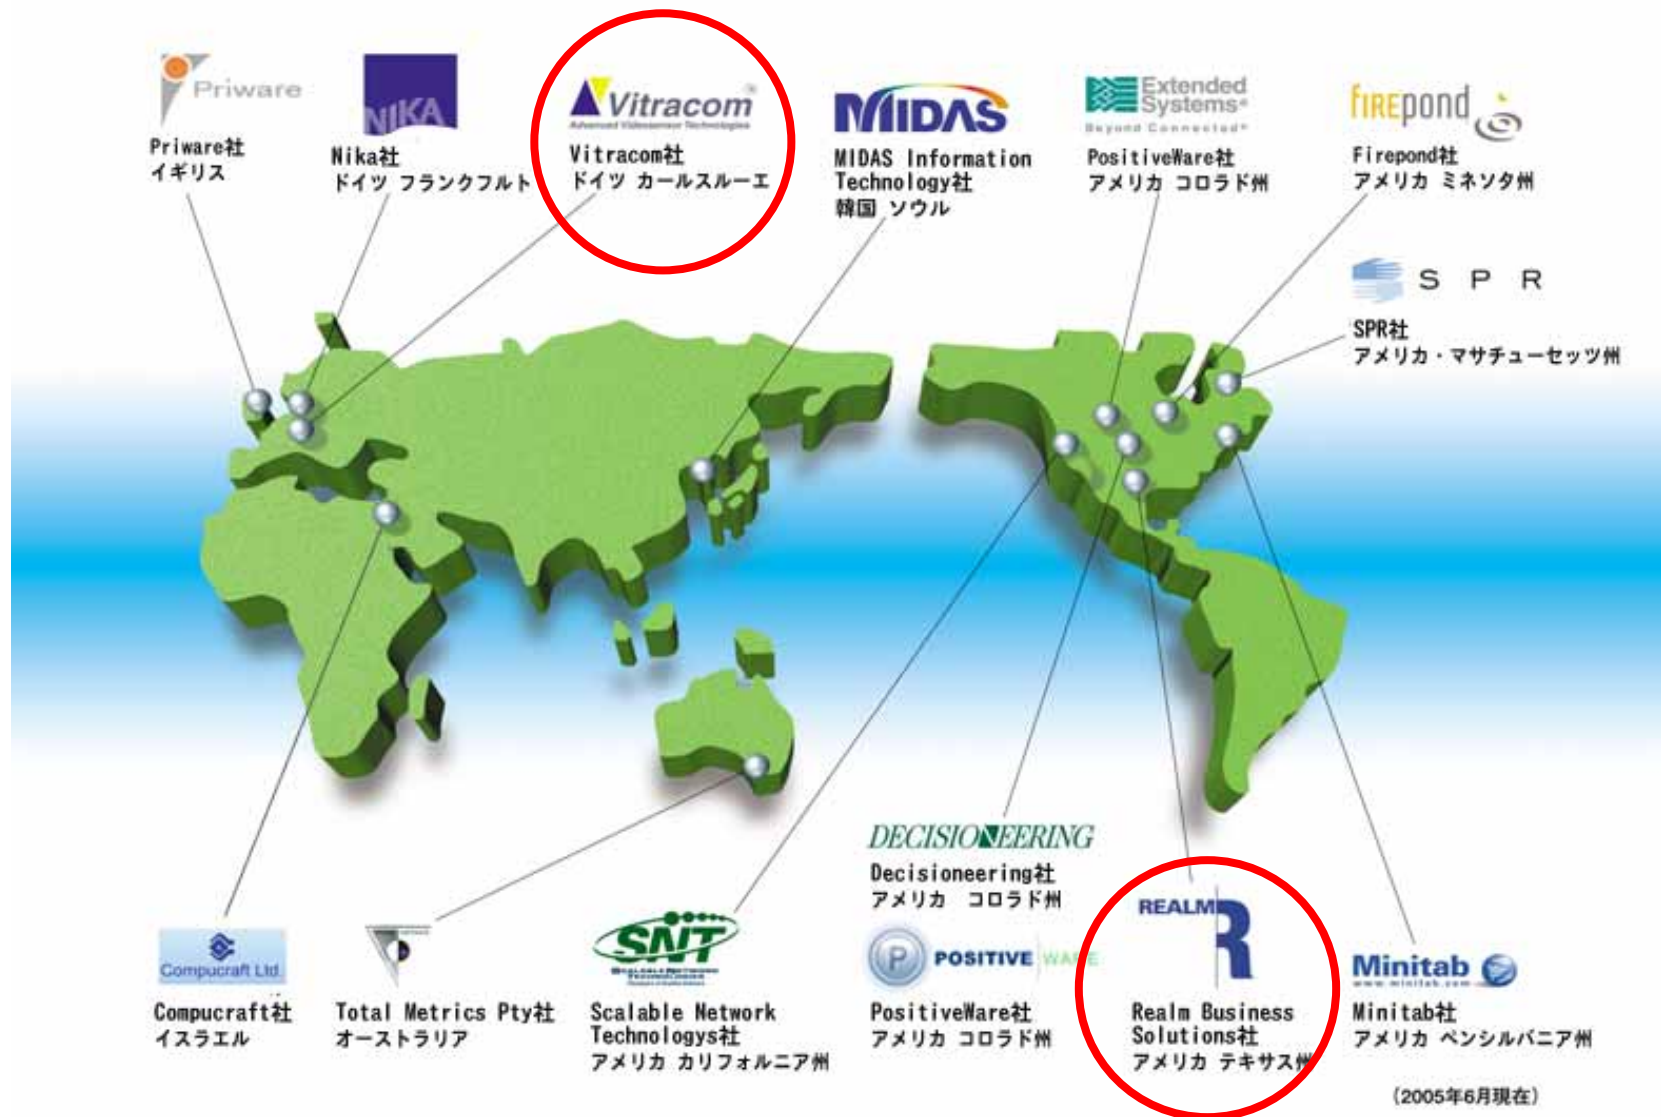 Priware
Priware社
イギリス
NIKA
Nika社
ドイツ フランクフルト
Vitracom
Advanced Videosensor Technologies
Vitracom社
ドイツ カールスルーエ
MIDAS
MIDAS Information
Technology社
韓国 ソウル
Extended
Systems®
Beyond Connected®
PositiveWare社
アメリカ コロラド州
firepond
Firepond社
アメリカ ミネソタ州
S P R
SPR社
アメリカ・マサチューセッツ州
Compucraft Ltd.
Compucraft社
イスラエル
Total Metrics Pty社
オーストラリア
SNT
SCALABLE NETWORK
TECHNOLOGIES
Scalable Network
Technologys社
アメリカ カリフォルニア州
DECISIONEERING
Decisioneering社
アメリカ コロラド州
P
POSITIVE WARE
PositiveWare社
アメリカ コロラド州
REALM
R
Realm Business
Solutions社
アメリカ テキサス州
Minitab
www.minitab.com
Minitab社
アメリカ ペンシルバニア州
(2005年6月現在)